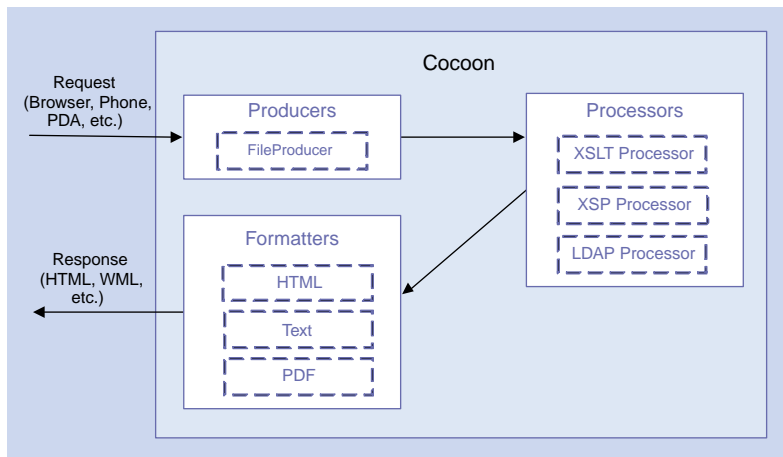 Cocoon
Request
(Browser, Phone,
PDA, etc.)
Producers
FileProducer
Processors
XSLT Processor
XSP Processor
LDAP Processor
Formatters
HTML
Text
PDF
Response
(HTML, WML,
etc.)